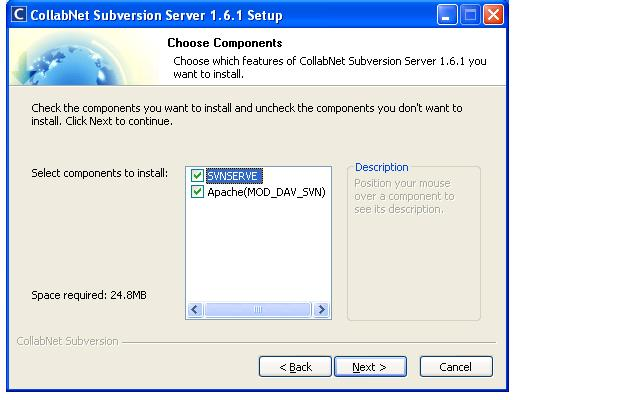 C CollabNet Subversion Server 1.6.1 Setup
Choose Components
Choose which features of CollabNet Subversion Server 1.6.1 you
want to install.
Check the components you want to install and uncheck the components you don't want to
install. Click Next to continue.
Select components to install:
SVNSERVE
Apache(MOD_DAV_SVN)
Description
Position your mouse
over a component to
see its description.
Space required: 24.8MB
CollabNet Subversion
< Back
Next >
Cancel